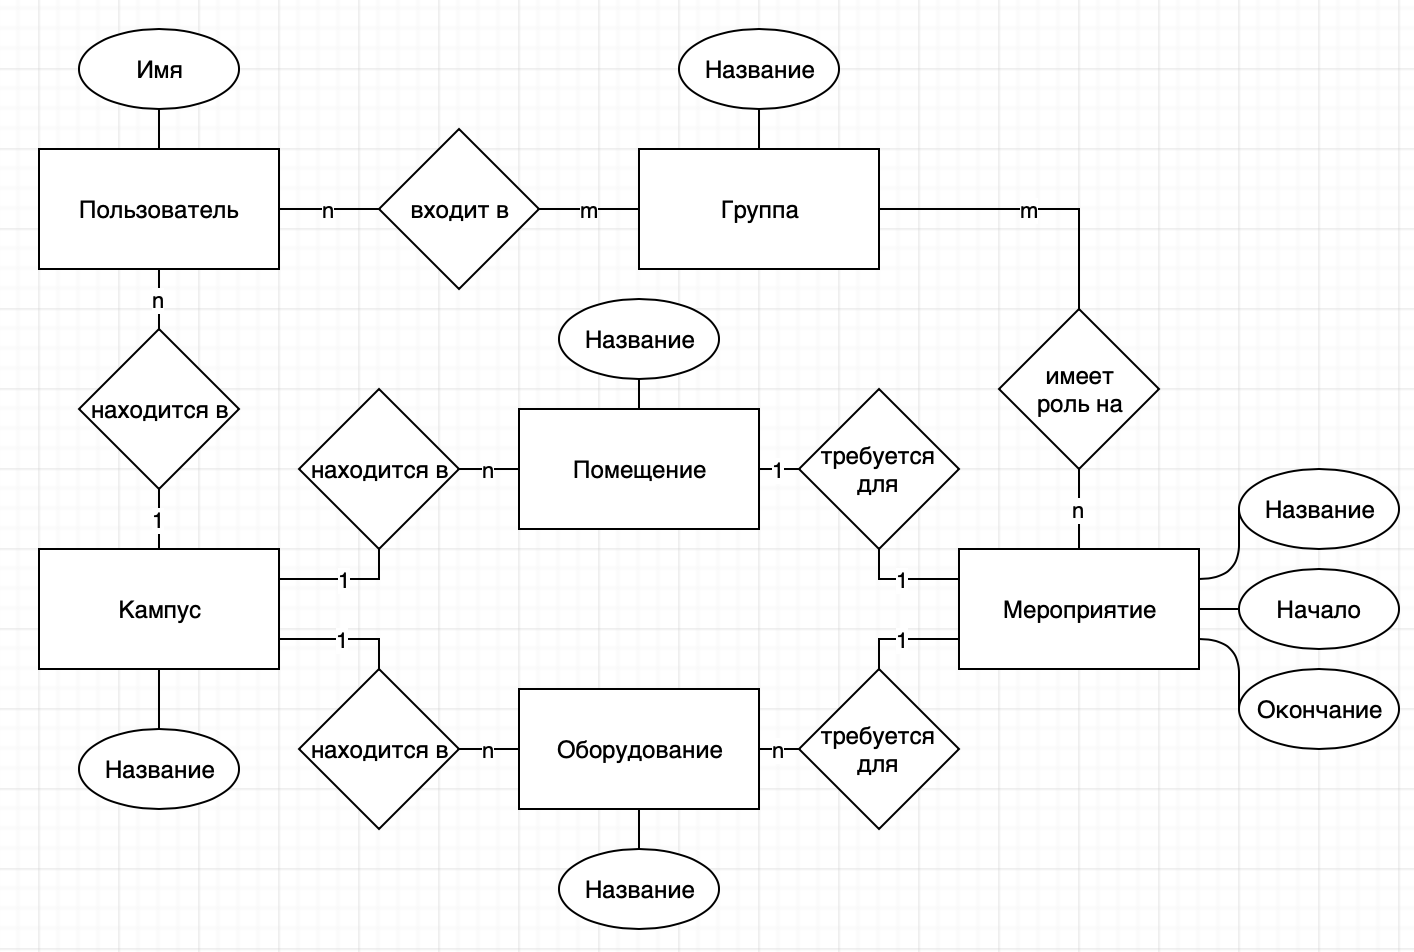 Имя
Название
Пользователь
n
входит в
m
Группа
m
n
Название
имеет
роль на
находится в
находится в
n
Помещение
1
требуется
для
1
n
Название
Кампус
1
1
Мероприятие
Начало
1
1
Окончание
Название
находится в
n
Оборудование
n
требуется
для
Название